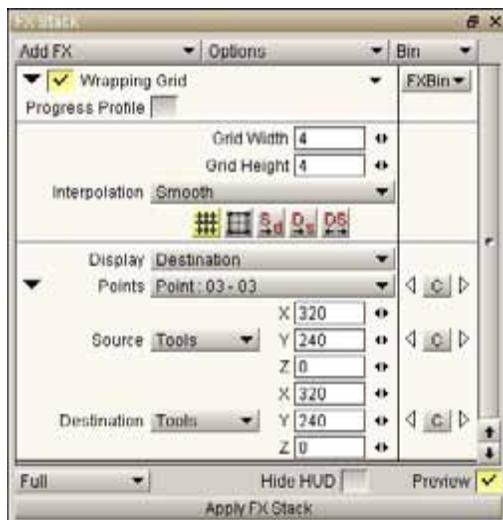 FX Stack
Add FX Options Bin
Wrapping Grid FXBin
Progress Profile
Grid Width 4
Grid Height 4
Interpolation Smooth
S d D s DS
Display Destination
Points Point : 03 - 03 C
X 320
Source Tools Y 240 C
Z 0
X 320
Destination Tools Y 240 C
Z 0
Full Hide HUD Preview
Apply FX Stack